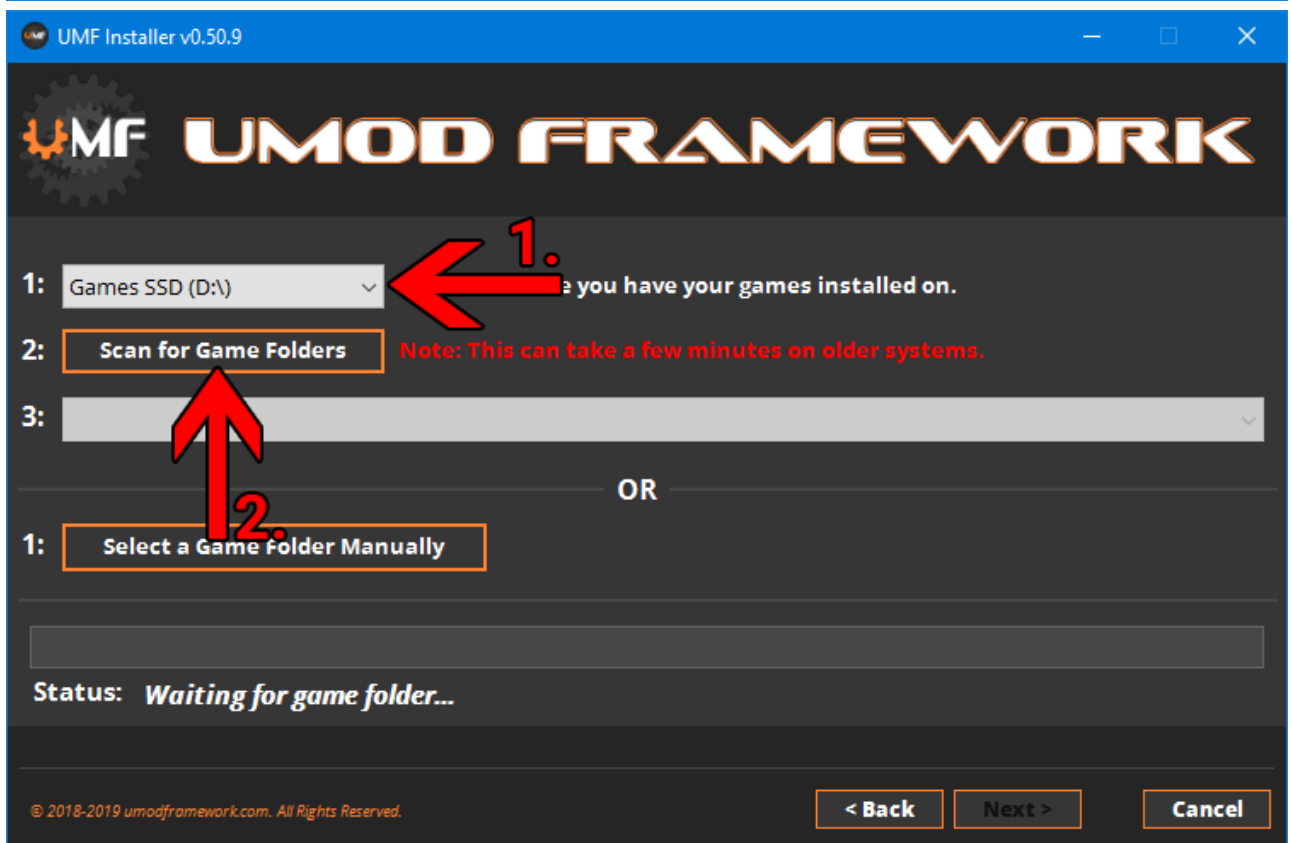 UMF Installer v0.50.9
UMF UMOD FRAMEWORK
1.
1: Games SSD (D:\) you have your games installed on.
2: Scan for Game Folders Note: This can take a few minutes on older systems.
3:
OR
2.
1: Select a Game Folder Manually
Status: Waiting for game folder...
© 2018-2019 umodframework.com. All Rights Reserved.
< Back Next > Cancel